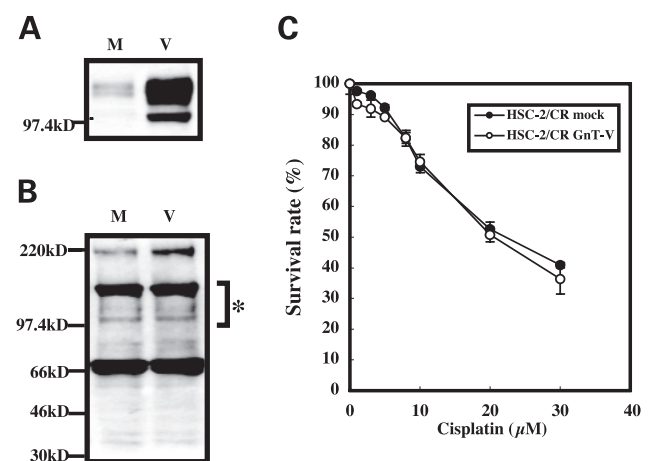 A
M V
97.4kD
B
M V
220kD
*
97.4kD
66kD
46kD
30kD
C
100
90
80
70
60
50
40
30
20
10
0
0 10 20 30 40
Survival rate (%)
Cisplatin (µM)
HSC-2/CR mock
HSC-2/CR GnT-V